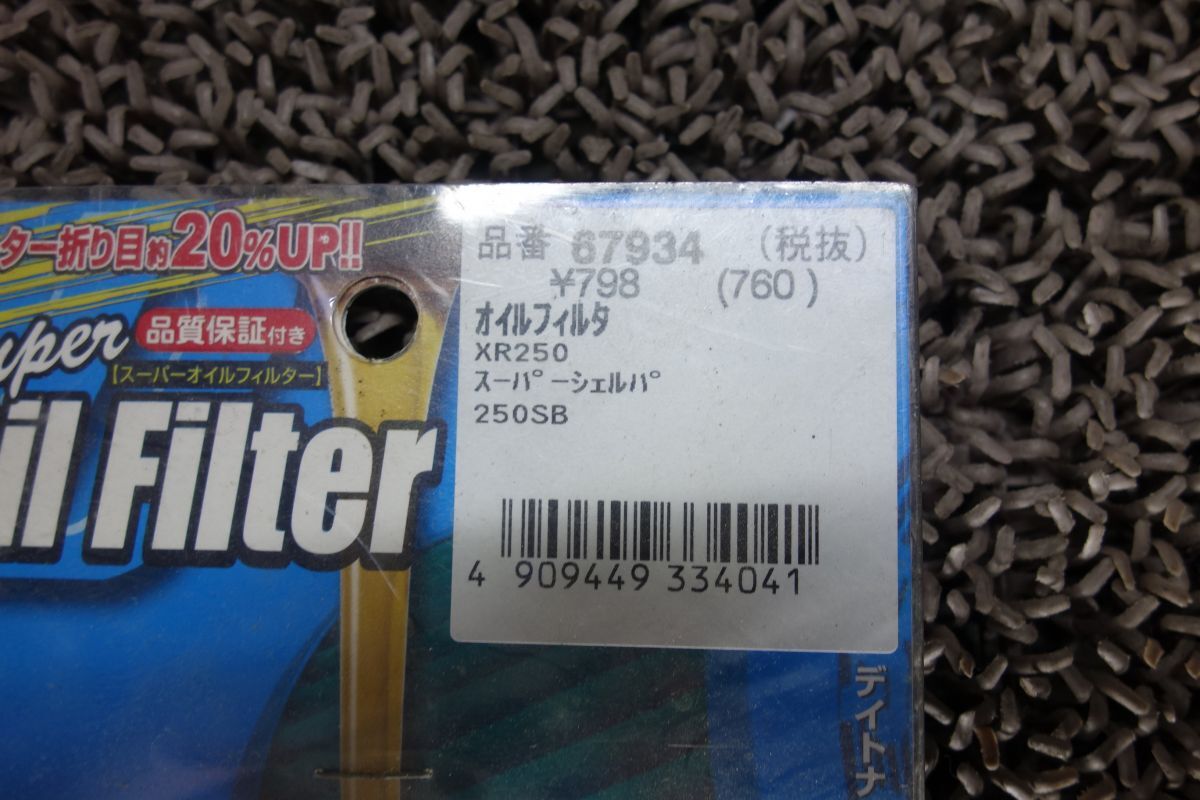 ター折り目約20%UP!!
uper
品質保証付き
【スーパーオイルフィルター】
il Filter
品番 67934 (税抜)
¥798 (760)
オイルフィルタ
XR250
スーパーシェルパ
250SB
4 909449 334041
デイトナ